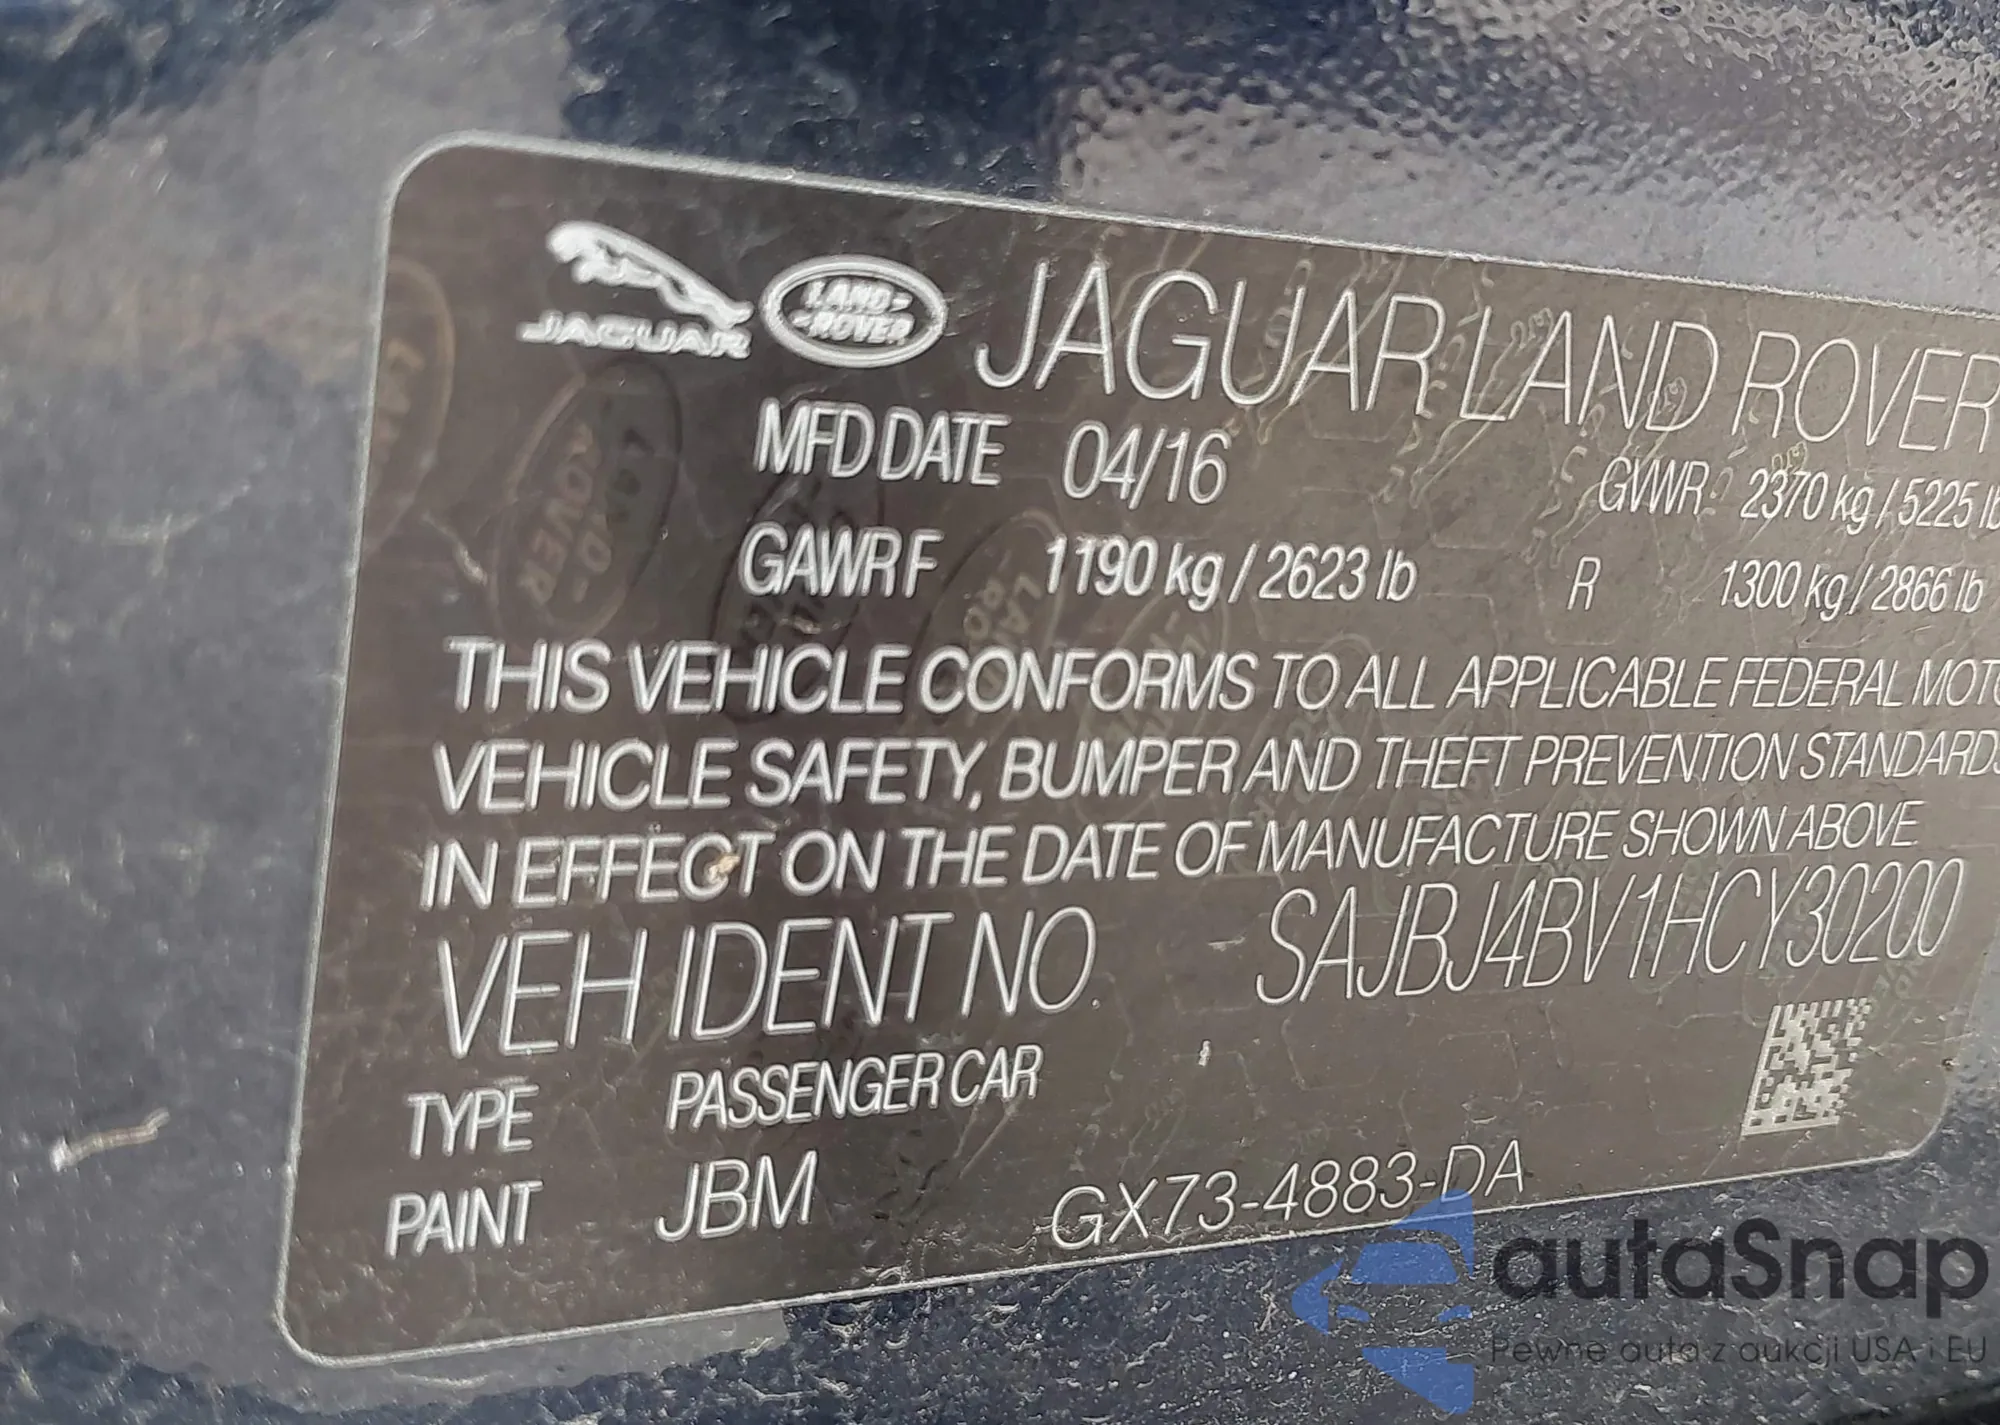 JAGUAR LAND-ROVER JAGUAR LAND ROVER
MFD DATE 04/16 GVWR 2370 kg / 5225 lb
GAWR F 1190 kg / 2623 lb R 1300 kg / 2866 lb
THIS VEHICLE CONFORMS TO ALL APPLICABLE FEDERAL MOTO
VEHICLE SAFETY, BUMPER AND THEFT PREVENTION STANDARDS
IN EFFECT ON THE DATE OF MANUFACTURE SHOWN ABOVE.
VEH IDENT NO. SAJBJ4BV1HCY30200
TYPE PASSENGER CAR
PAINT JBM GX73-4883-DA
autaSnap
Pewne auta z aukcji USA i EU